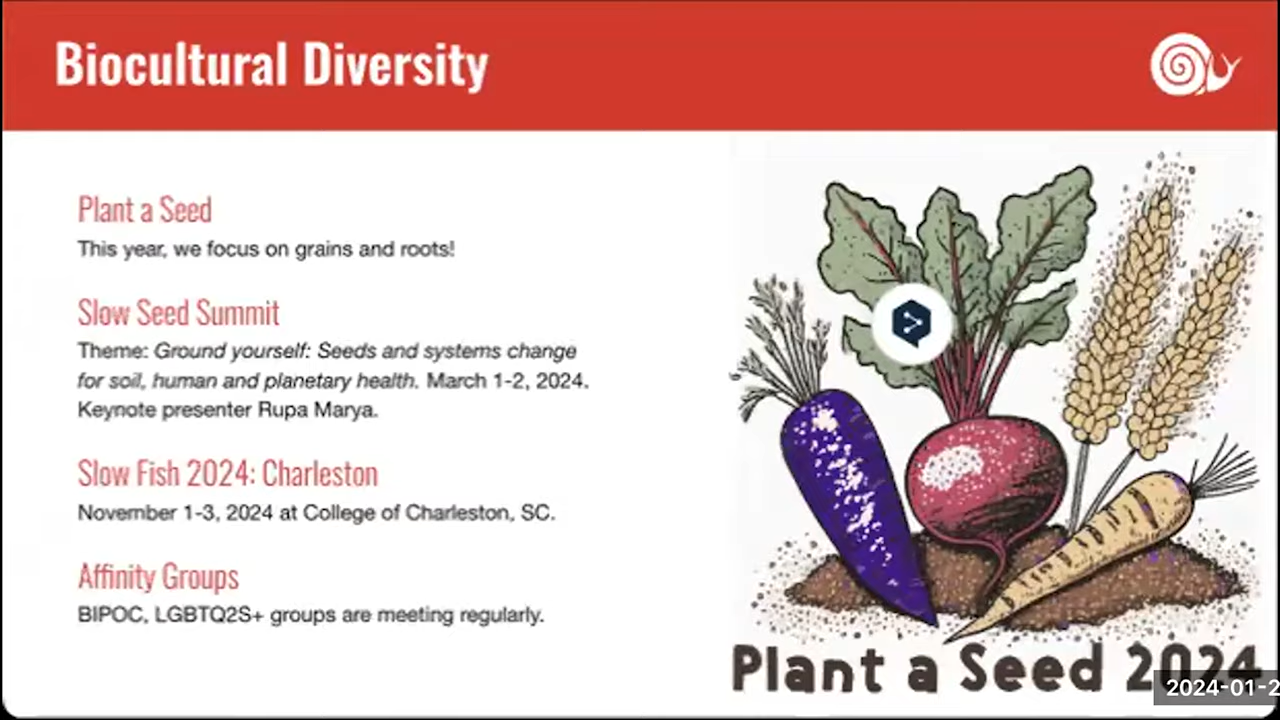 Biocultural Diversity
Plant a Seed
This year, we focus on grains and roots!
Slow Seed Summit
Theme: Ground yourself: Seeds and systems change
for soil, human and planetary health. March 1-2, 2024.
Keynote presenter Rupa Marya.
Slow Fish 2024: Charleston
November 1-3, 2024 at College of Charleston, SC.
Affinity Groups
BIPOC, LGBTQ2S+ groups are meeting regularly.
Plant a Seed 2024
2024-01-2